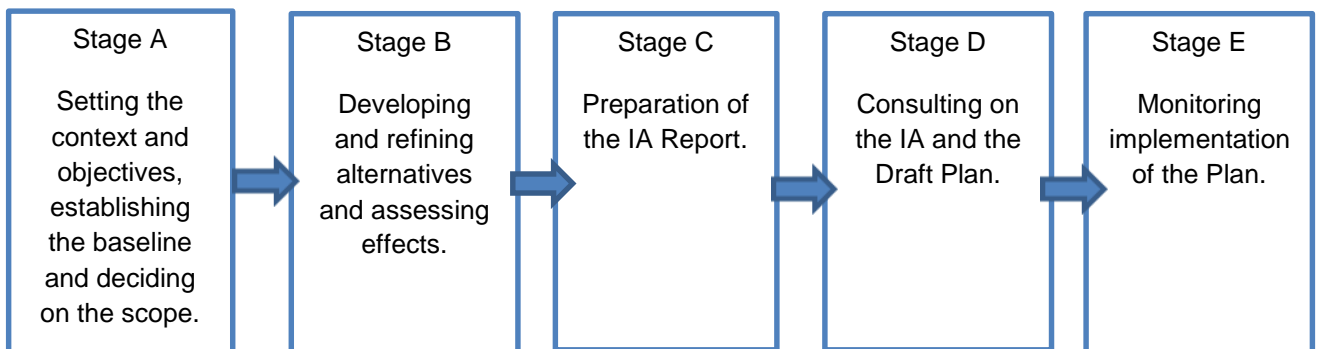 Stage A
Setting the
context and
objectives,
establishing
the baseline
and deciding
on the scope.
Stage B
Developing
and refining
alternatives
and assessing
effects.
Stage C
Preparation of
the IA Report.
Stage D
Consulting on
the IA and the
Draft Plan.
Stage E
Monitoring
implementation
of the Plan.